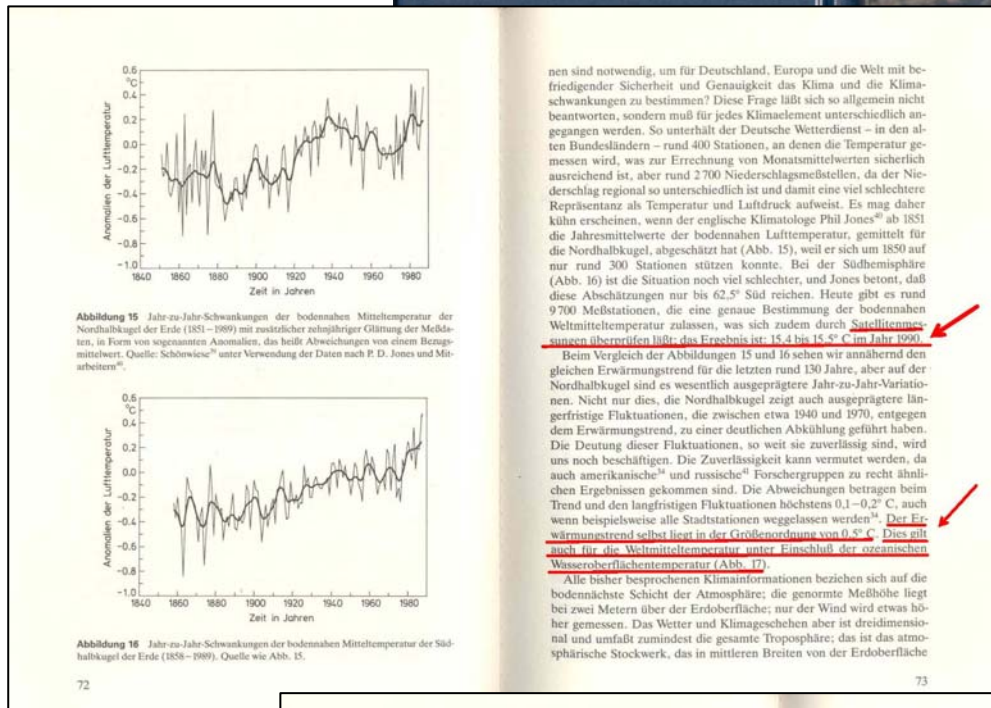 0.6
°C
0.4
0.2
0.0
-0.2
-0.4
-0.6
-0.8
-1.0
Anomalien der Lufttemperatur
1840 1860 1880 1900 1920 1940 1960 1980
Zeit in Jahren
Abbildung 15 Jahr-zu-Jahr-Schwankungen der bodennahen Mitteltemperatur der
Nordhalbkugel der Erde (1851–1989) mit zusätzlicher zehnjähriger Glättung der Meßda-
ten, in Form von sogenannten Anomalien, das heißt Abweichungen von einem Bezugs-
mittelwert. Quelle: Schönwiese³⁶ unter Verwendung der Daten nach P. D. Jones und Mit-
arbeitern⁴⁰.
0.6
°C
0.4
0.2
0.0
-0.2
-0.4
-0.6
-0.8
-1.0
Anomalien der Lufttemperatur
1840 1860 1880 1900 1920 1940 1960 1980
Zeit in Jahren
Abbildung 16 Jahr-zu-Jahr-Schwankungen der bodennahen Mitteltemperatur der Süd-
halbkugel der Erde (1858–1989). Quelle wie Abb. 15.
72
nen sind notwendig, um für Deutschland, Europa und die Welt mit be-
friedigender Sicherheit und Genauigkeit das Klima und die Klima-
schwankungen zu bestimmen? Diese Frage läßt sich so allgemein nicht
beantworten, sondern muß für jedes Klimaelement unterschiedlich an-
gegangen werden. So unterhält der Deutsche Wetterdienst – in den al-
ten Bundesländern – rund 400 Stationen, an denen die Temperatur ge-
messen wird, was zur Errechnung von Monatsmittelwerten sicherlich
ausreichend ist, aber rund 2700 Niederschlagsmeßstellen, da der Nie-
derschlag regional so unterschiedlich ist und damit eine viel schlechtere
Repräsentanz als Temperatur und Luftdruck aufweist. Es mag daher
kühn erscheinen, wenn der englische Klimatologe Phil Jones⁴⁰ ab 1851
die Jahresmittelwerte der bodennahen Lufttemperatur, gemittelt für
die Nordhalbkugel, abgeschätzt hat (Abb. 15), weil er sich um 1850 auf
nur rund 300 Stationen stützen konnte. Bei der Südhemisphäre
(Abb. 16) ist die Situation noch viel schlechter, und Jones betont, daß
diese Abschätzungen nur bis 62,5° Süd reichen. Heute gibt es rund
9700 Meßstationen, die eine genaue Bestimmung der bodennahen
Weltmitteltemperatur zulassen, was sich zudem durch Satellitenmes-
sungen überprüfen läßt; das Ergebnis ist: 15,4 bis 15,5° C im Jahr 1990.
Beim Vergleich der Abbildungen 15 und 16 sehen wir annähernd den
gleichen Erwärmungstrend für die letzten rund 130 Jahre, aber auf der
Nordhalbkugel sind es wesentlich ausgeprägtere Jahr-zu-Jahr-Variatio-
nen. Nicht nur dies, die Nordhalbkugel zeigt auch ausgeprägtere län-
gerfristige Fluktuationen, die zwischen etwa 1940 und 1970, entgegen
dem Erwärmungstrend, zu einer deutlichen Abkühlung geführt haben.
Die Deutung dieser Fluktuationen, so weit sie zuverlässig sind, wird
uns noch beschäftigen. Die Zuverlässigkeit kann vermutet werden, da
auch amerikanische³⁴ und russische⁴¹ Forschergruppen zu recht ähnli-
chen Ergebnissen gekommen sind. Die Abweichungen betragen beim
Trend und den langfristigen Fluktuationen höchstens 0,1–0,2° C, auch
wenn beispielsweise alle Stadtstationen weggelassen werden³⁴. Der Er-
wärmungstrend selbst liegt in der Größenordnung von 0,5° C. Dies gilt
auch für die Weltmitteltemperatur unter Einschluß der ozeanischen
Wasseroberflächentemperatur (Abb. 17).
Alle bisher besprochenen Klimainformationen beziehen sich auf die
bodennächste Schicht der Atmosphäre; die genormte Meßhöhe liegt
bei zwei Metern über der Erdoberfläche; nur der Wind wird etwas hö-
her gemessen. Das Wetter und Klimageschehen aber ist dreidimensio-
nal und umfaßt zumindest die gesamte Troposphäre; das ist das atmo-
sphärische Stockwerk, das in mittleren Breiten von der Erdoberfläche
73